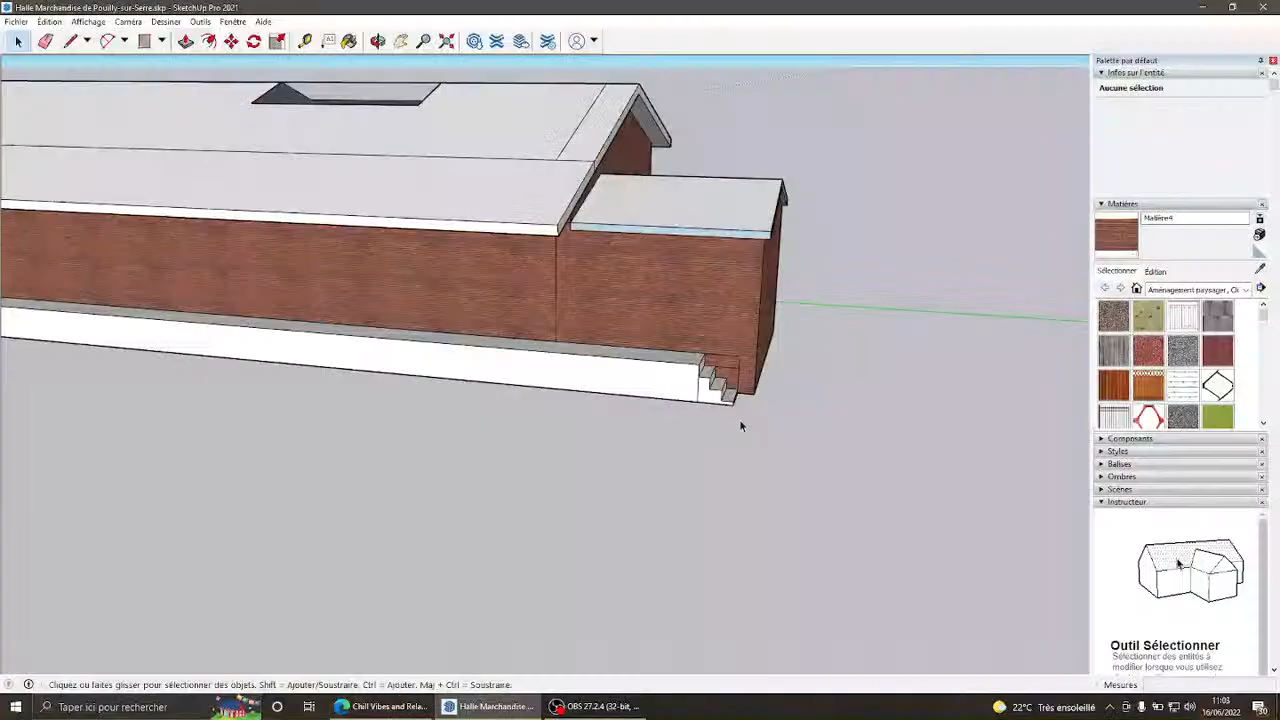 Halle Marchandise de Pouilly-sur-Serre.skp - SketchUp Pro 2021
Fichier Édition Affichage Caméra Dessiner Outils Fenêtre Aide
Palette par défaut
Infos sur l'entité
Aucune sélection
Matières
Matière4
Sélectionner Édition
Aménagement paysager, Cl
Composants
Styles
Balises
Ombres
Scènes
Instructeur
Outil Sélectionner
Sélectionner des entités à
modifier lorsque vous utilisez
Cliquez ou faites glisser pour sélectionner des objets. Shift = Ajouter/Soustraire. Ctrl = Ajouter. Maj + Ctrl = Soustraire.
Mesures
Taper ici pour rechercher
Chill Vibes and Rela...
Halle Marchandise ...
OBS 27.2.4 (32-bit, ...
22°C Très ensoleillé
11:03
16/06/2022